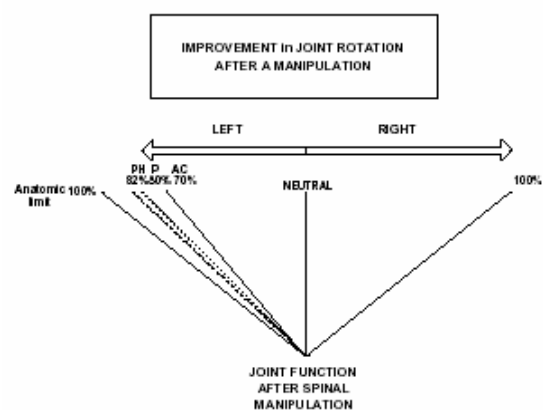 IMPROVEMENT in JOINT ROTATION
AFTER A MANIPULATION
LEFT RIGHT
PH P AC
82% 80% 70%
Anatomic limit 100% NEUTRAL 100%
JOINT FUNCTION
AFTER SPINAL
MANIPULATION